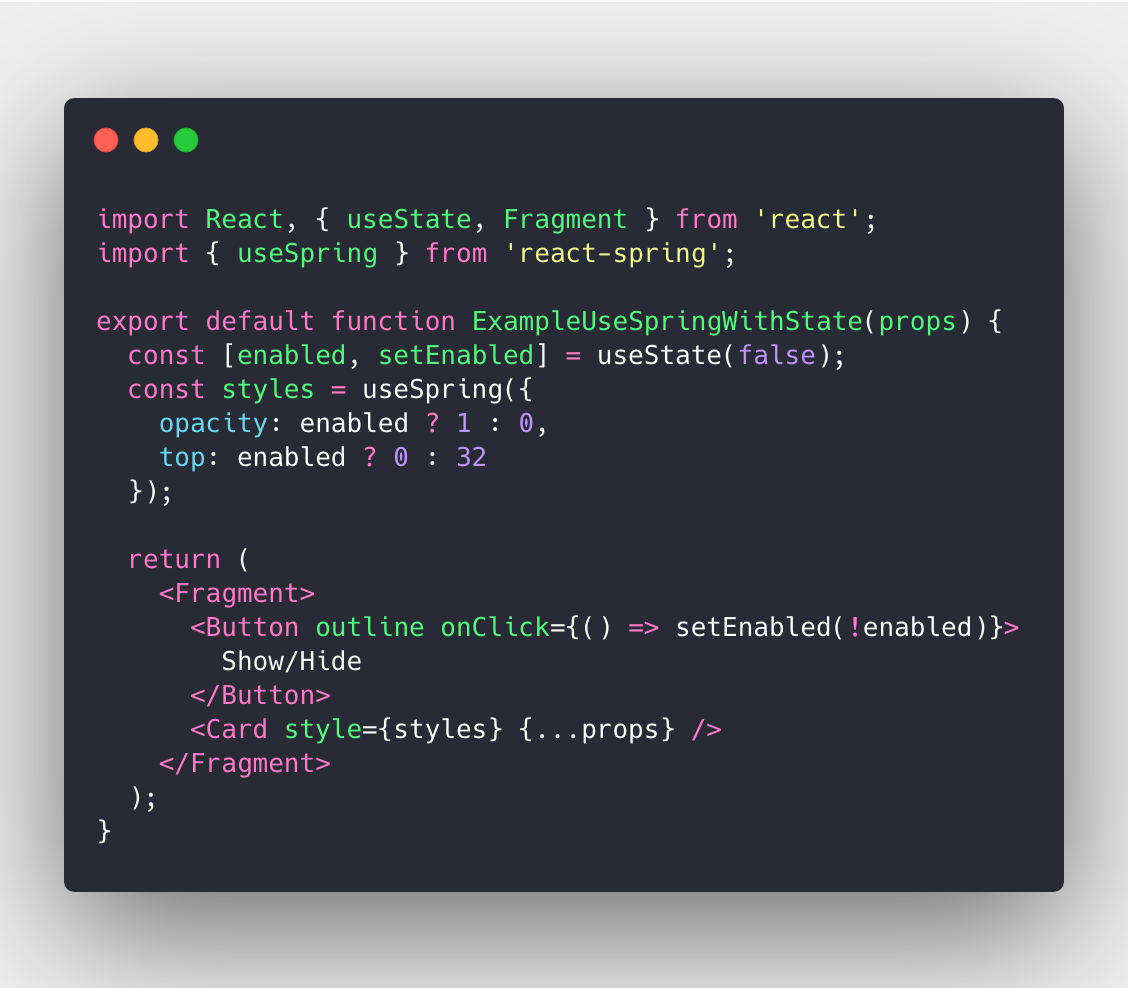 import React, { useState, Fragment } from 'react';
import { useSpring } from 'react-spring';

export default function ExampleUseSpringWithState(props) {
  const [enabled, setEnabled] = useState(false);
  const styles = useSpring({
    opacity: enabled ? 1 : 0,
    top: enabled ? 0 : 32
  });

  return (
    <Fragment>
      <Button outline onClick={() => setEnabled(!enabled)}>
        Show/Hide
      </Button>
      <Card style={styles} {...props} />
    </Fragment>
  );
}